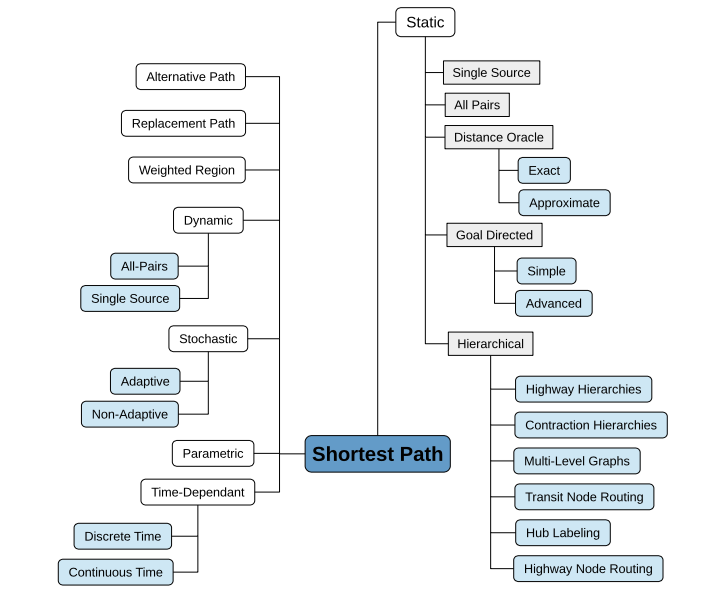 Static
Single Source
All Pairs
Distance Oracle
Exact
Approximate
Goal Directed
Simple
Advanced
Hierarchical
Highway Hierarchies
Contraction Hierarchies
Multi-Level Graphs
Transit Node Routing
Hub Labeling
Highway Node Routing
Shortest Path
Alternative Path
Replacement Path
Weighted Region
Dynamic
All-Pairs
Single Source
Stochastic
Adaptive
Non-Adaptive
Parametric
Time-Dependant
Discrete Time
Continuous Time